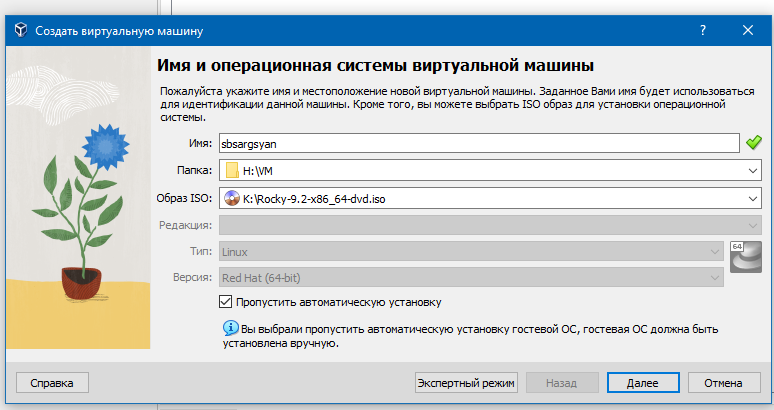 Создать виртуальную машину
?
Имя и операционная системы виртуальной машины
Пожалуйста укажите имя и местоположение новой виртуальной машины. Заданное Вами имя будет использоваться
для идентификации данной машины. Кроме того, вы можете выбрать ISO образ для установки операционной
системы.
Имя: sbsargsyan
Папка: H:\VM
Образ ISO: K:\Rocky-9.2-x86_64-dvd.iso
Редакция:
Тип: Linux
64
Версия: Red Hat (64-bit)
Пропустить автоматическую установку
Вы выбрали пропустить автоматическую установку гостевой ОС, гостевая ОС должна быть
установлена вручную.
Справка Экспертный режим Назад Далее Отмена